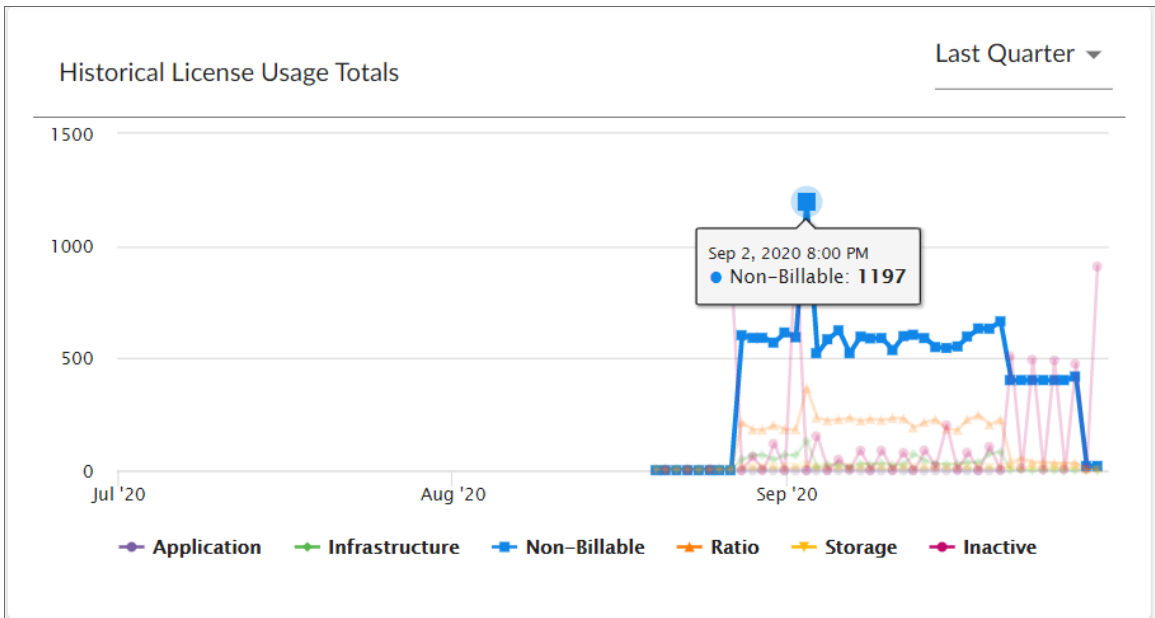 Historical License Usage Totals
Last Quarter
1500
1000
500
0
Sep 2, 2020 8:00 PM
Non-Billable: 1197
Jul '20
Aug '20
Sep '20
Application
Infrastructure
Non-Billable
Ratio
Storage
Inactive